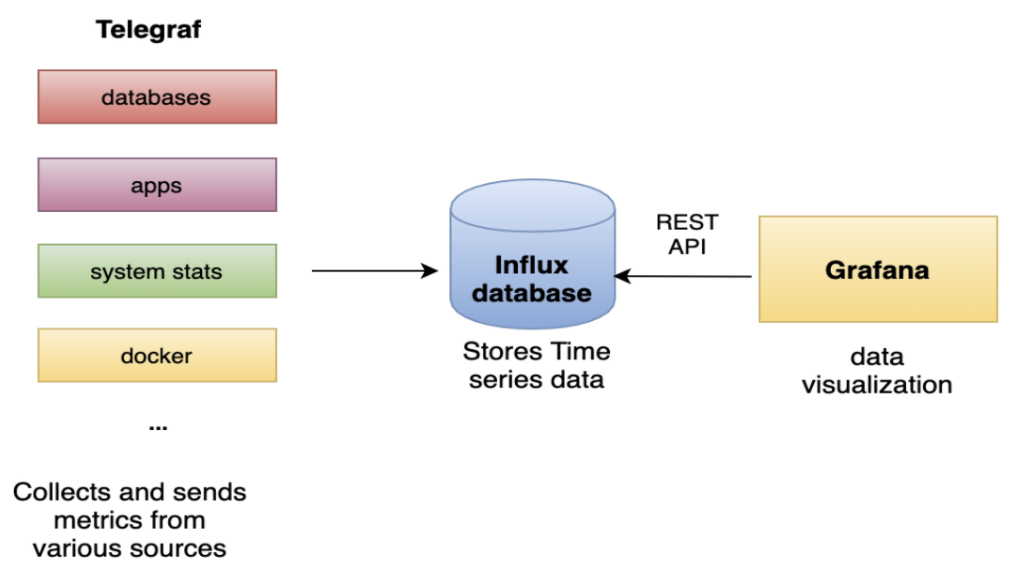 Telegraf
databases
apps
system stats
docker
...
Collects and sends
metrics from
various sources
Influx
database
Stores Time
series data
REST
API
Grafana
data
visualization